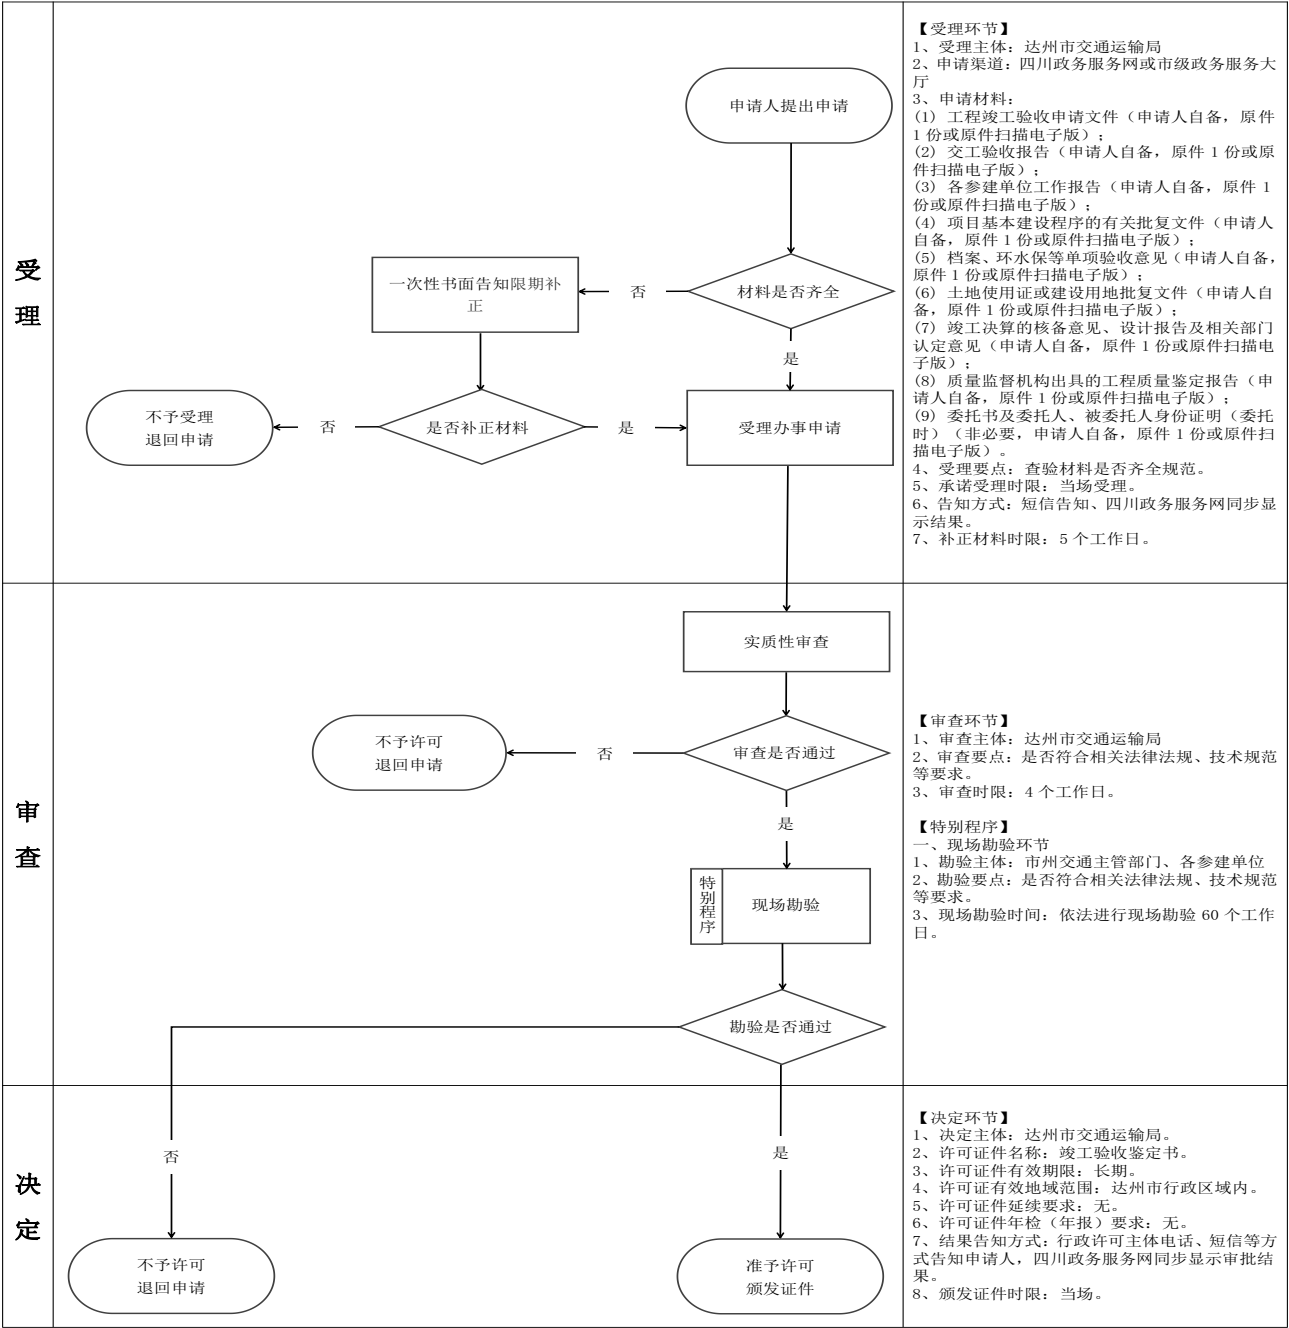 受
理
申请人提出申请
材料是否齐全
否
一次性书面告知限期补
正
是
不予受理
退回申请
否
是否补正材料
是
受理办事申请
【受理环节】
1、受理主体：达州市交通运输局
2、申请渠道：四川政务服务网或市级政务服务大
厅
3、申请材料：
(1) 工程竣工验收申请文件（申请人自备，原件
1 份或原件扫描电子版）；
(2) 交工验收报告（申请人自备，原件 1 份或原
件扫描电子版）；
(3) 各参建单位工作报告（申请人自备，原件 1
份或原件扫描电子版）；
(4) 项目基本建设程序的有关批复文件（申请人
自备，原件 1 份或原件扫描电子版）；
(5) 档案、环水保等单项验收意见（申请人自备，
原件 1 份或原件扫描电子版）；
(6) 土地使用证或建设用地批复文件（申请人自
备，原件 1 份或原件扫描电子版）；
(7) 竣工决算的核备意见、设计报告及相关部门
认定意见（申请人自备，原件 1 份或原件扫描电
子版）；
(8) 质量监督机构出具的工程质量鉴定报告（申
请人自备，原件 1 份或原件扫描电子版）；
(9) 委托书及委托人、被委托人身份证明（委托
时）（非必要，申请人自备，原件 1 份或原件扫
描电子版）。
4、受理要点：查验材料是否齐全规范。
5、承诺受理时限：当场受理。
6、告知方式：短信告知、四川政务服务网同步显
示结果。
7、补正材料时限：5 个工作日。
审
查
实质性审查
审查是否通过
否
不予许可
退回申请
是
特别程序
现场勘验
勘验是否通过
【审查环节】
1、审查主体：达州市交通运输局
2、审查要点：是否符合相关法律法规、技术规范
等要求。
3、审查时限：4 个工作日。
【特别程序】
一、现场勘验环节
1、勘验主体：市州交通主管部门、各参建单位
2、勘验要点：是否符合相关法律法规、技术规范
等要求。
3、现场勘验时间：依法进行现场勘验 60 个工作
日。
决
定
否
是
不予许可
退回申请
准予许可
颁发证件
【决定环节】
1、决定主体：达州市交通运输局。
2、许可证件名称：竣工验收鉴定书。
3、许可证件有效期限：长期。
4、许可证有效地域范围：达州市行政区域内。
5、许可证件延续要求：无。
6、许可证件年检（年报）要求：无。
7、结果告知方式：行政许可主体电话、短信等方
式告知申请人，四川政务服务网同步显示审批结
果。
8、颁发证件时限：当场。